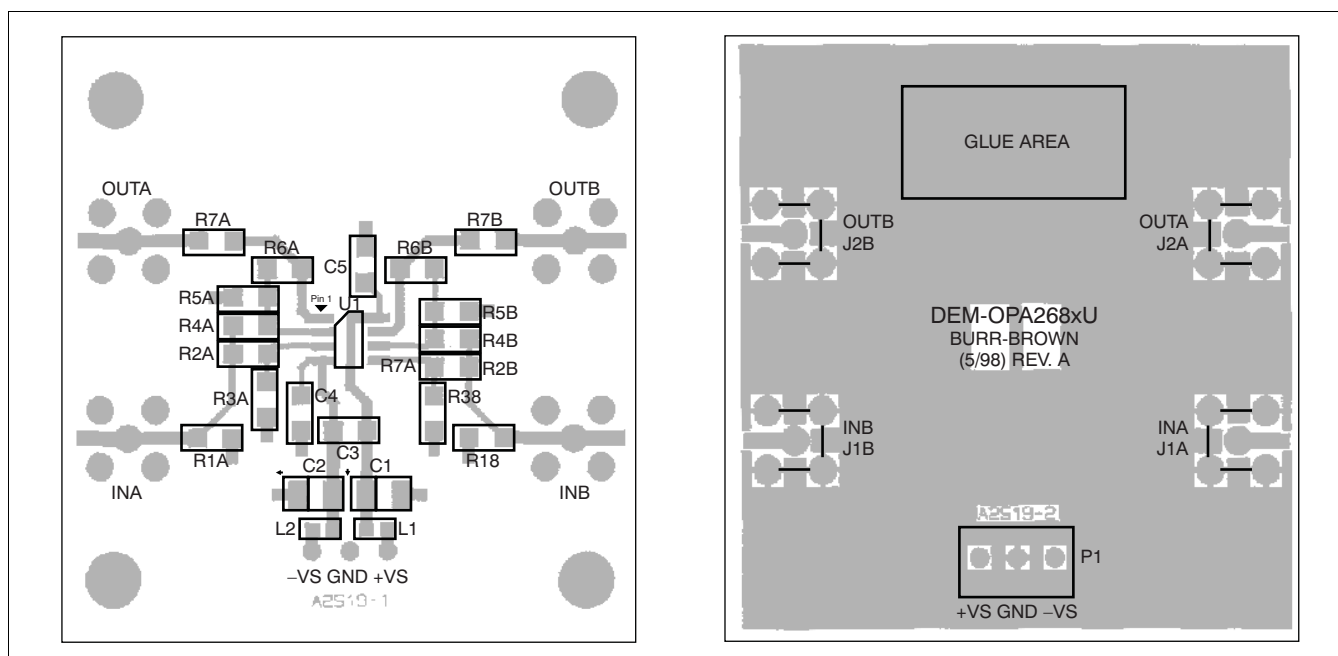 OUTA
OUTB
R7A
R7B
R6A
C5
R6B
R5A
Pin 1
U1
R5B
R4A
R4B
R2A
R7A
R2B
R3A
C4
R38
R1A
C3
R18
C2
C1
INA
INB
L2
L1
–VS GND +VS
A2519-1
GLUE AREA
OUTB
J2B
OUTA
J2A
DEM-OPA268xU
BURR-BROWN
(5/98) REV. A
INB
J1B
INA
J1A
A2519-2
P1
+VS GND –VS